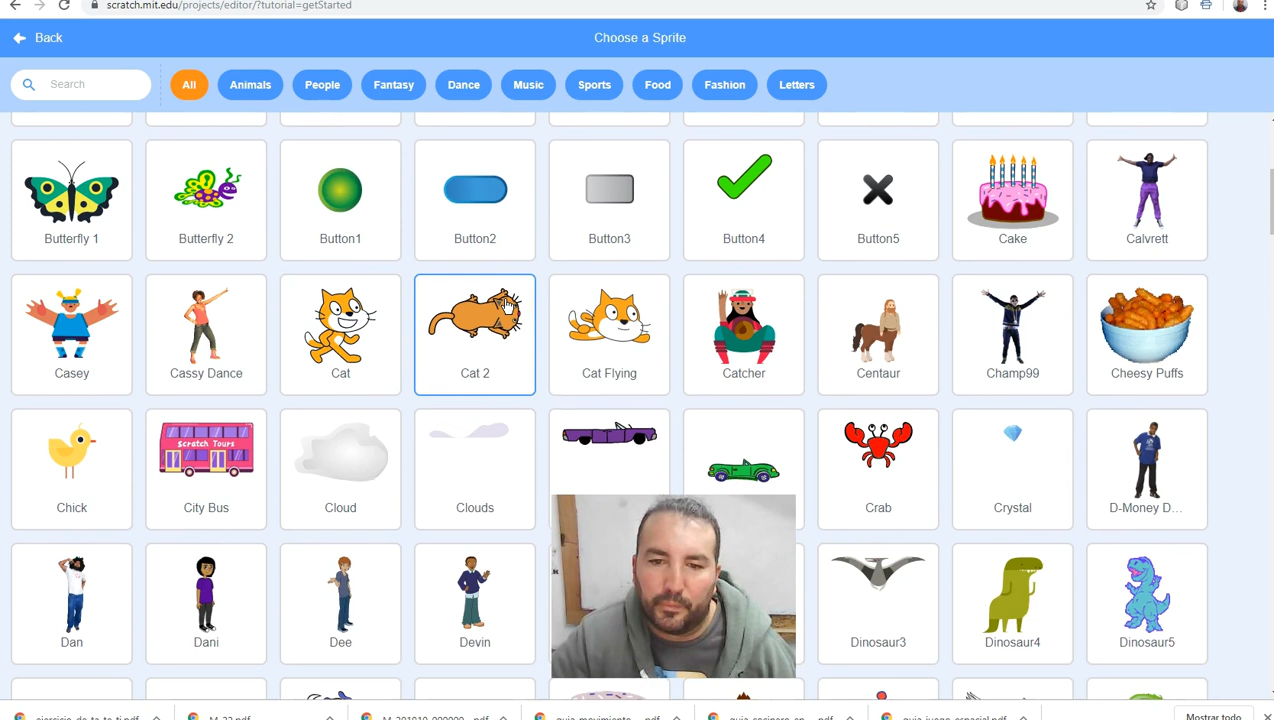 scratch.mit.edu/projects/editor/?tutorial=getStarted
Back
Choose a Sprite
Search
All
Animals
People
Fantasy
Dance
Music
Sports
Food
Fashion
Letters
Butterfly 1
Butterfly 2
Button1
Button2
Button3
Button4
Button5
Cake
Calvrett
Casey
Cassy Dance
Cat
Cat 2
Cat Flying
Catcher
Centaur
Champ99
Cheesy Puffs
Scratch Tours
Chick
City Bus
Cloud
Clouds
Crab
Crystal
D-Money D...
Dan
Dani
Dee
Devin
Dinosaur3
Dinosaur4
Dinosaur5
Mostrar todo